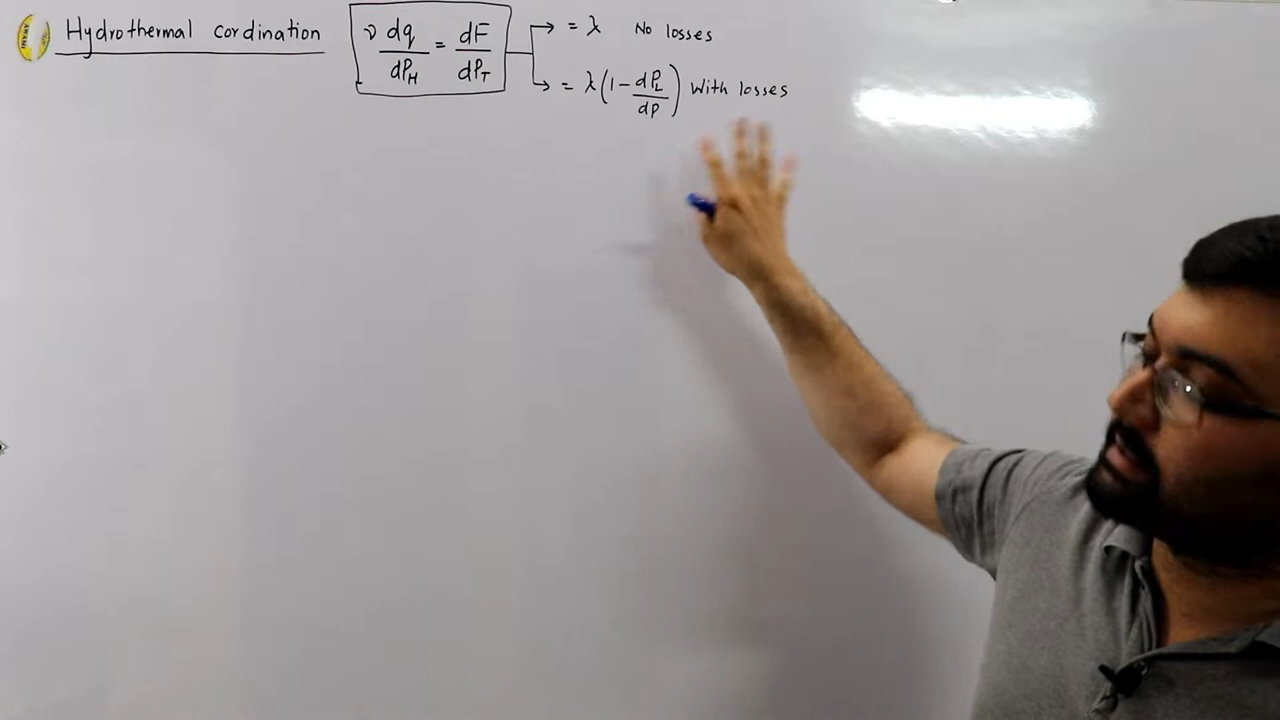 Hydrothermal cordination
ν dq/dP_H = dF/dP_T
= λ No losses
= λ(1 - dP_L/dP) With losses